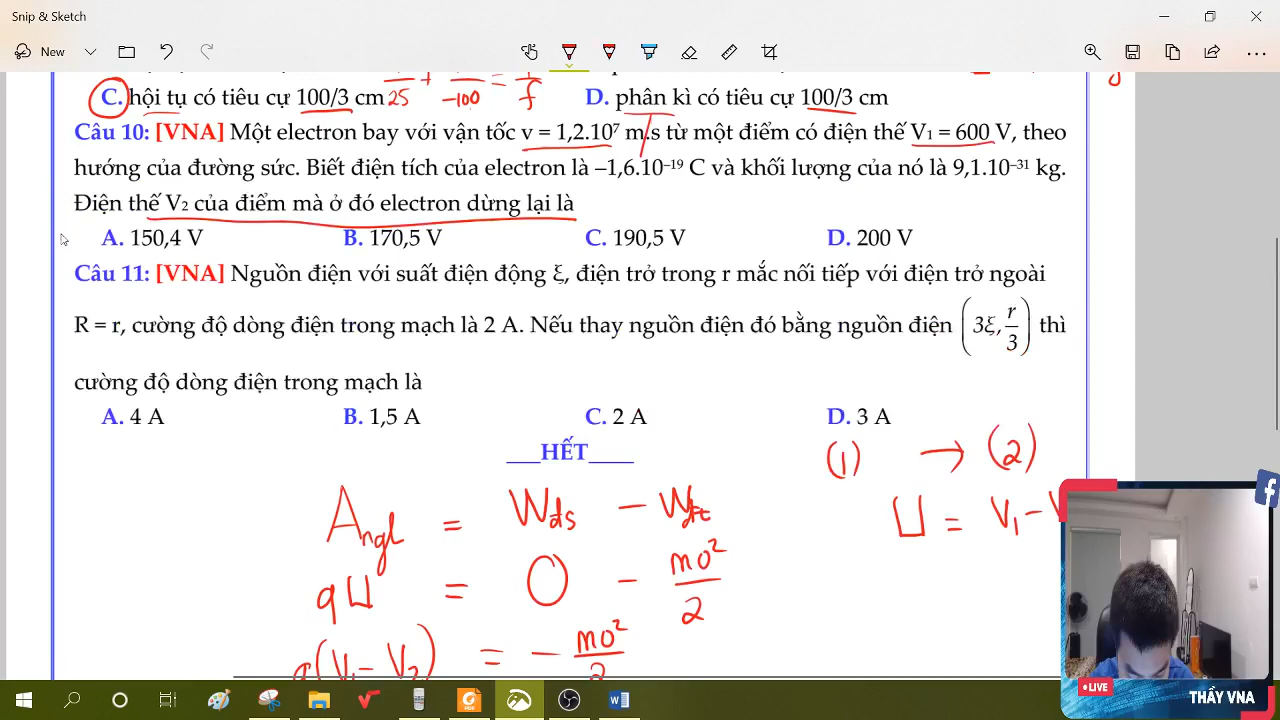 Snip & Sketch
New
25 + -100 = f
C. hội tụ có tiêu cự 100/3 cm D. phân kì có tiêu cự 100/3 cm
Câu 10: [VNA] Một electron bay với vận tốc v = 1,2.10⁷ m.s từ một điểm có điện thế V₁ = 600 V, theo
hướng của đường sức. Biết điện tích của electron là –1,6.10⁻¹⁹ C và khối lượng của nó là 9,1.10⁻³¹ kg.
Điện thế V₂ của điểm mà ở đó electron dừng lại là
A. 150,4 V B. 170,5 V C. 190,5 V D. 200 V
Câu 11: [VNA] Nguồn điện với suất điện động ξ, điện trở trong r mắc nối tiếp với điện trở ngoài
R = r, cường độ dòng điện trong mạch là 2 A. Nếu thay nguồn điện đó bằng nguồn điện (3ξ, r/3) thì
cường độ dòng điện trong mạch là
A. 4 A B. 1,5 A C. 2 A D. 3 A
___HẾT____
(1) → (2)
A ngl = Wđs – Wđt
U = V₁ –
qU = 0 – mv²/2
q(V₁ – V₂) = – mv²/2
LIVE
THẦY VNA